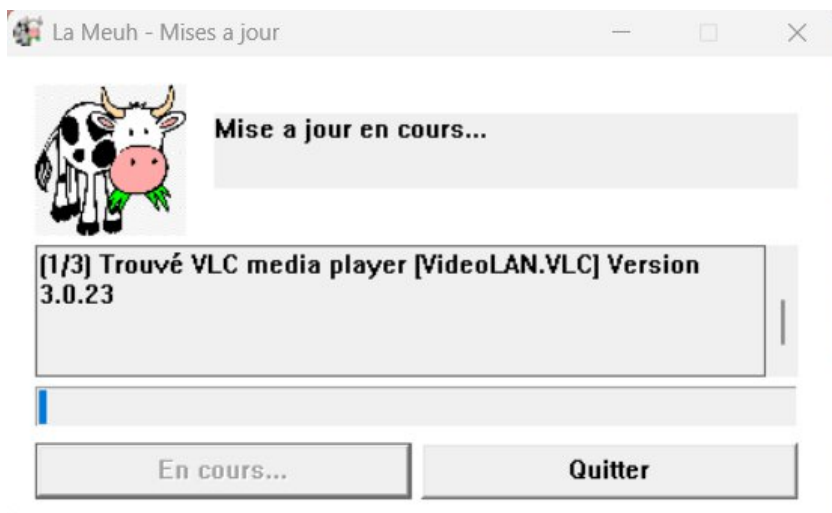 La Meuh - Mises a jour
Mise a jour en cours...
(1/3) Trouvé VLC media player [VideoLAN.VLC] Version
3.0.23
En cours...
Quitter